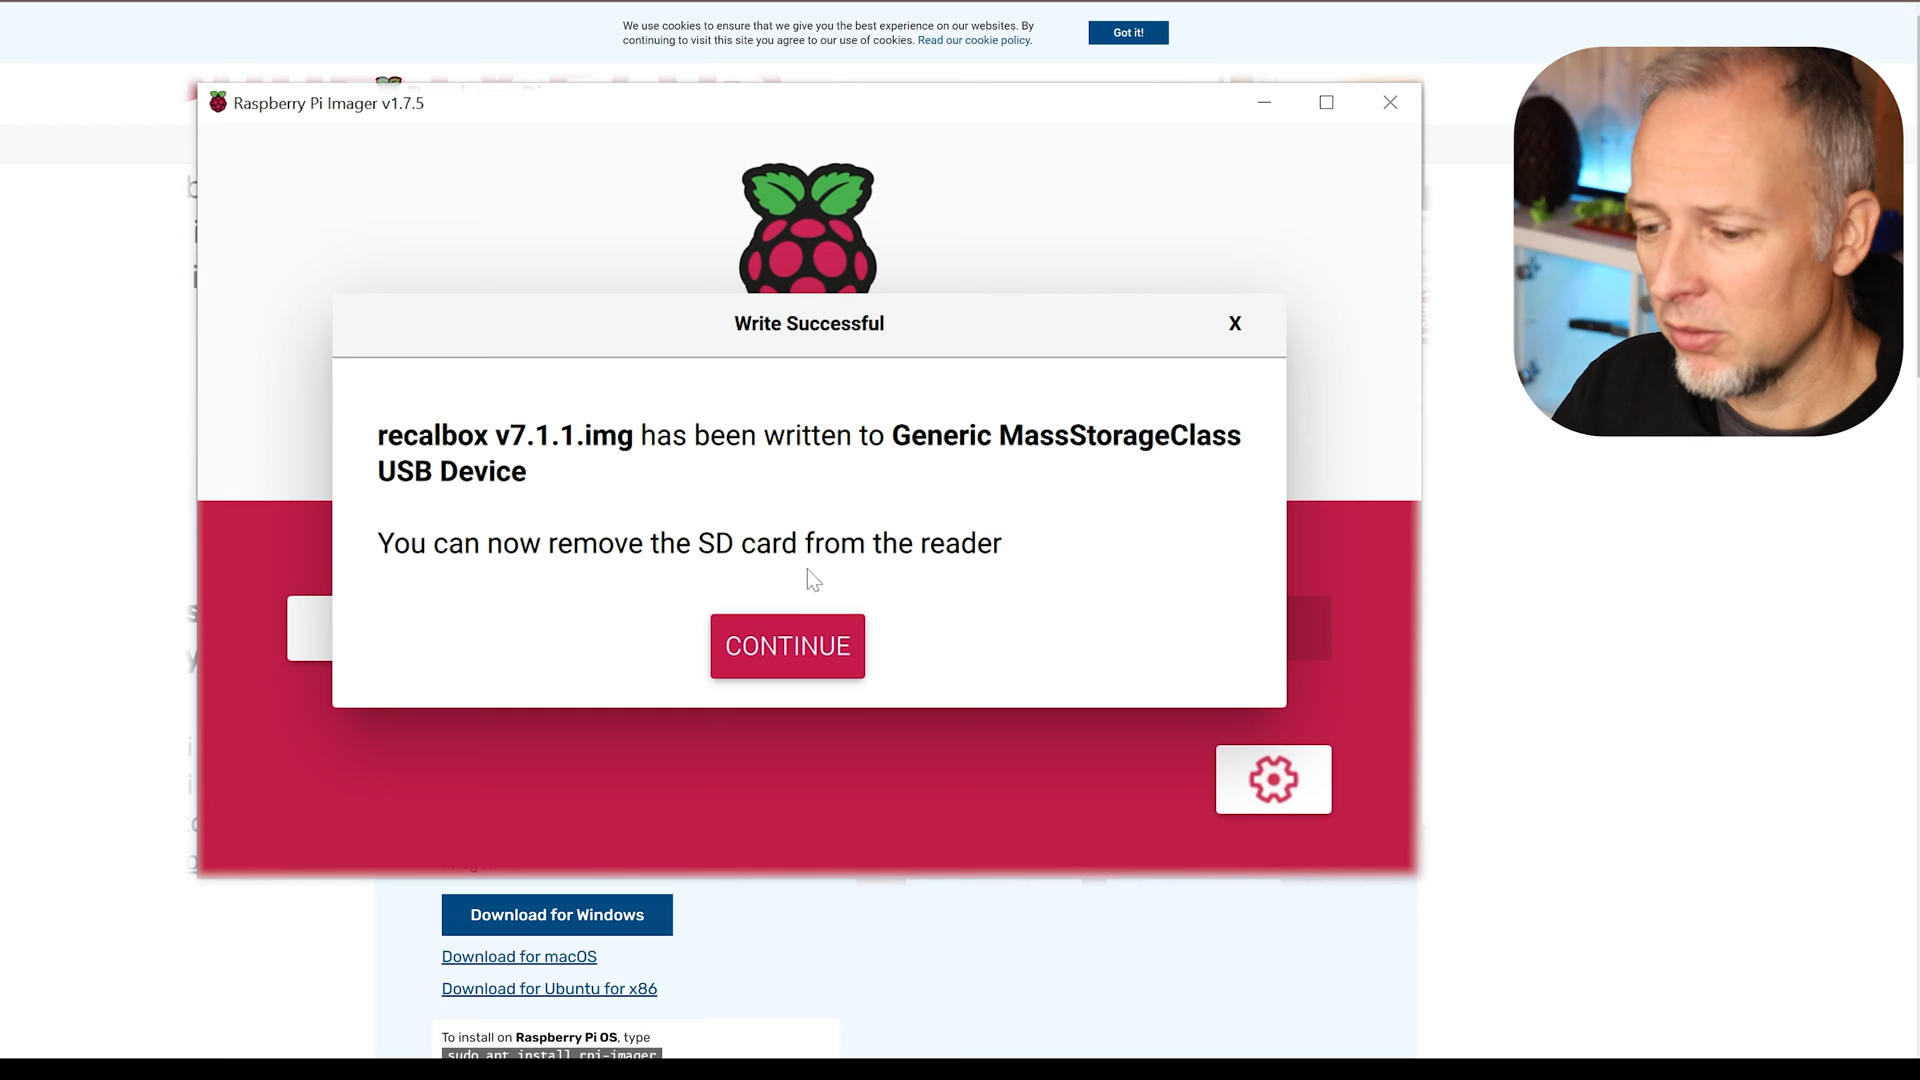 We use cookies to ensure that we give you the best experience on our websites. By
continuing to visit this site you agree to our use of cookies. Read our cookie policy.
Got it!
Raspberry Pi Imager v1.7.5
Write Successful
X
recalbox v7.1.1.img has been written to Generic MassStorageClass
USB Device
You can now remove the SD card from the reader
CONTINUE
Download for Windows
Download for macOS
Download for Ubuntu for x86
To install on Raspberry Pi OS, type
sudo apt install rpi-imager